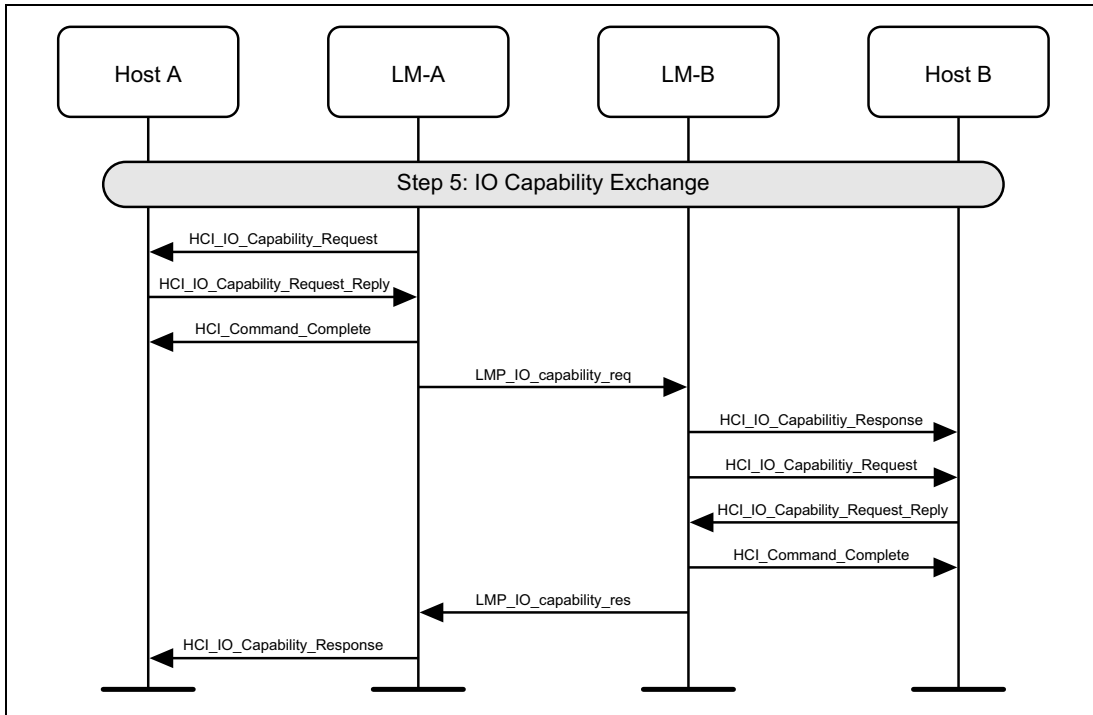 Host A
LM-A
LM-B
Host B
Step 5: IO Capability Exchange
HCI_IO_Capability_Request
HCI_IO_Capability_Request_Reply
HCI_Command_Complete
LMP_IO_capability_req
HCI_IO_Capabilitiy_Response
HCI_IO_Capabilitiy_Request
HCI_IO_Capability_Request_Reply
HCI_Command_Complete
LMP_IO_capability_res
HCI_IO_Capability_Response